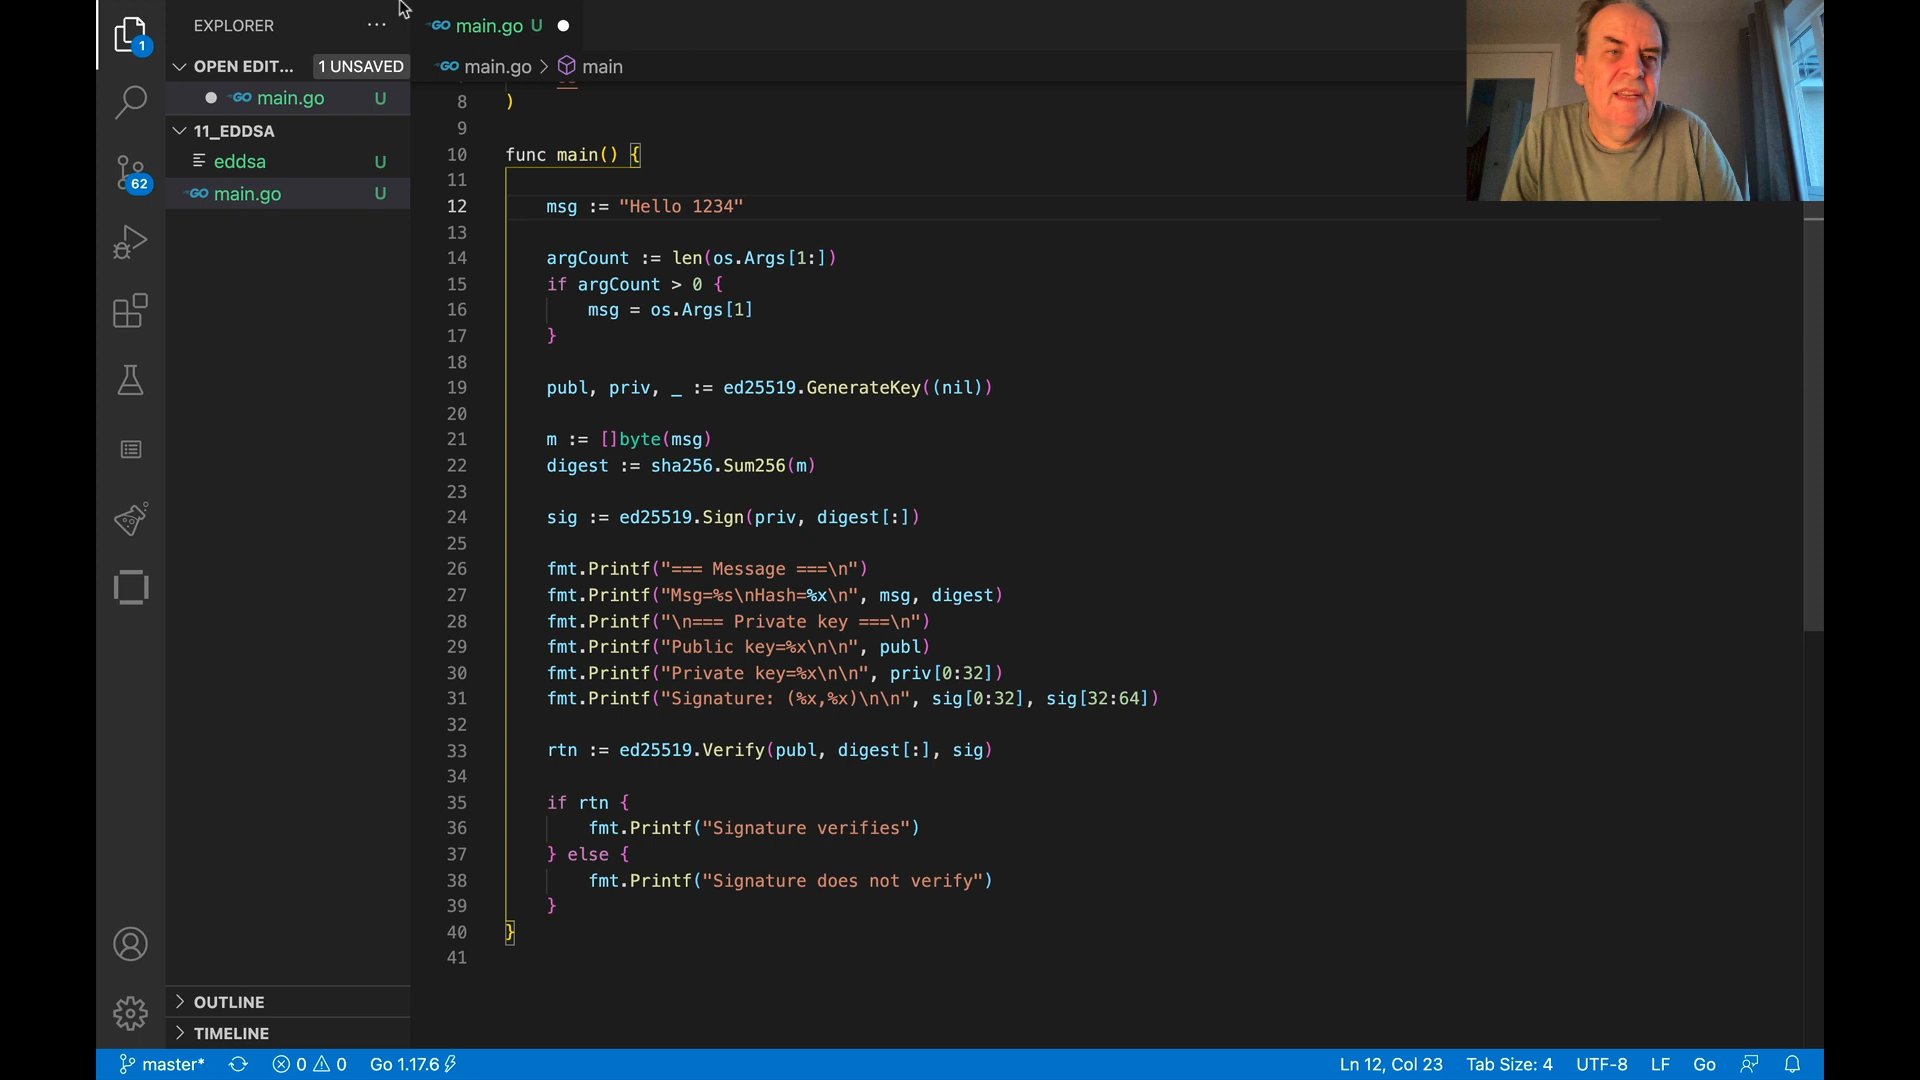 EXPLORER
...
GO main.go U
OPEN EDIT...
1 UNSAVED
GO main.go > main
GO main.go U
11_EDDSA
eddsa U
GO main.go U
1
62
8 )
9
10 func main() {
11
12 msg := "Hello 1234"
13
14 argCount := len(os.Args[1:])
15 if argCount > 0 {
16 msg = os.Args[1]
17 }
18
19 publ, priv, _ := ed25519.GenerateKey((nil))
20
21 m := []byte(msg)
22 digest := sha256.Sum256(m)
23
24 sig := ed25519.Sign(priv, digest[:])
25
26 fmt.Printf("=== Message ===\n")
27 fmt.Printf("Msg=%s\nHash=%x\n", msg, digest)
28 fmt.Printf("\n=== Private key ===\n")
29 fmt.Printf("Public key=%x\n\n", publ)
30 fmt.Printf("Private key=%x\n\n", priv[0:32])
31 fmt.Printf("Signature: (%x,%x)\n\n", sig[0:32], sig[32:64])
32
33 rtn := ed25519.Verify(publ, digest[:], sig)
34
35 if rtn {
36 fmt.Printf("Signature verifies")
37 } else {
38 fmt.Printf("Signature does not verify")
39 }
40 }
41
OUTLINE
TIMELINE
master* 0 0 Go 1.17.6 Ln 12, Col 23 Tab Size: 4 UTF-8 LF Go